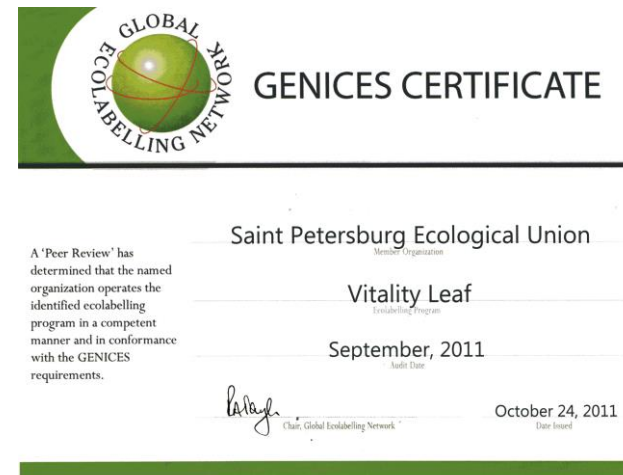 GLOBAL ECOLABELLING NETWORK
GENICES CERTIFICATE
A 'Peer Review' has
determined that the named
organization operates the
identified ecolabelling
program in a competent
manner and in conformance
with the GENICES
requirements.
Saint Petersburg Ecological Union
Member Organization
Vitality Leaf
Ecolabelling Program
September, 2011
Audit Date
Chair, Global Ecolabelling Network
October 24, 2011
Date Issued